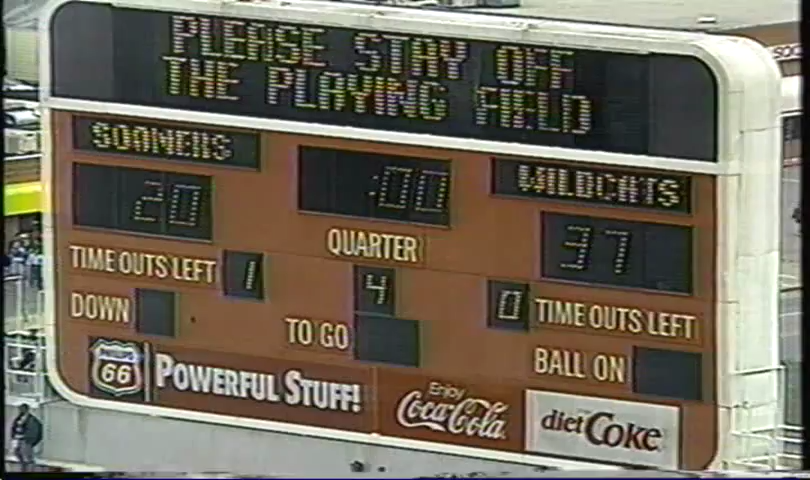 PLEASE STAY OFF
THE PLAYING FIELD
SOONERS
:00
WILDCATS
20
37
QUARTER
TIME OUTS LEFT 1
4
0 TIME OUTS LEFT
DOWN
TO GO
BALL ON
66
POWERFUL STUFF!
Enjoy
Coca-Cola
diet Coke